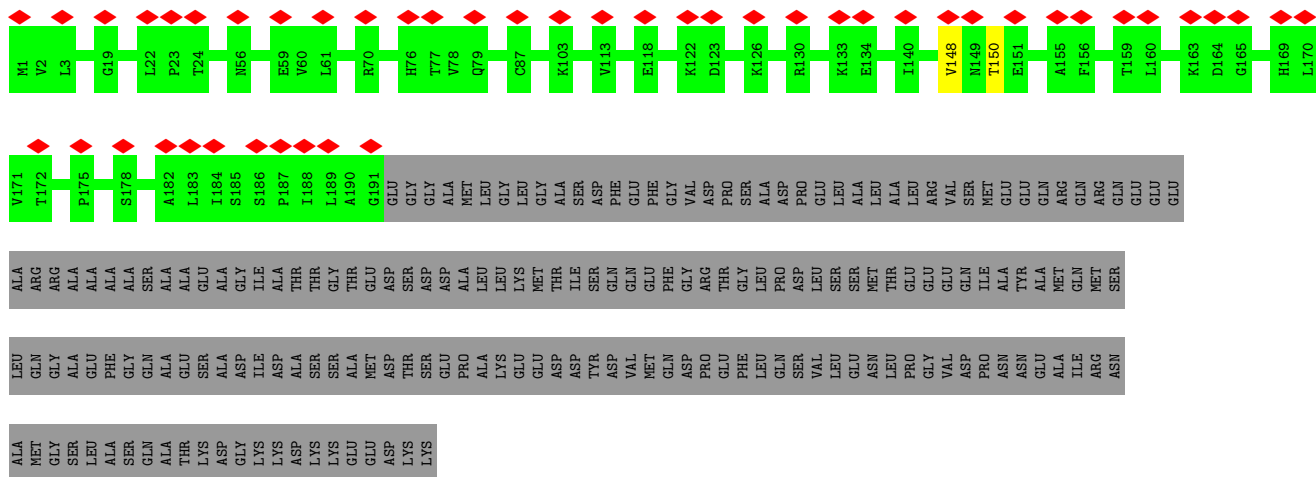 M1 V2 L3 G19 L22 P23 T24 N56 E59 V60 L61 R70 H76 T77 V78 Q79 C87 K103 V113 E118 K122 D123 K126 R130 K133 E134 I140 V148 N149 T150 E151 A155 F156 T159 L160 K163 D164 G165 H169 L170
V171 T172 P175 S178 A182 L183 I184 S185 S186 P187 I188 L189 A190 G191 GLU GLY GLY ALA MET LEU GLY LEU GLY ALA SER ASP PHE GLU PHE GLY VAL ASP PRO SER ALA ASP PRO GLU LEU ALA LEU ALA LEU ARG VAL SER MET GLU GLU GLN ARG GLN ARG GLN GLU GLU GLU
ALA ARG ARG ALA ALA ALA ALA SER ALA ALA GLU ALA GLY ILE ALA THR THR GLY THR GLU ASP SER ASP ASP ALA LEU LEU LYS MET THR ILE SER GLN GLN GLU PHE GLY ARG THR GLY LEU PRO ASP LEU SER SER MET THR GLU GLU GLU GLN ILE ALA TYR ALA MET GLN MET SER
LEU GLN GLY ALA GLU PHE GLY GLN ALA GLU SER ALA ASP ILE ASP ALA SER SER ALA MET ASP THR SER GLU PRO ALA LYS GLU GLU ASP ASP TYR ASP VAL MET GLN ASP PRO GLU PHE LEU GLN SER VAL LEU GLU ASN LEU PRO GLY VAL ASP PRO ASN ASN GLU ALA ILE ARG ASN
ALA MET GLY SER LEU ALA SER GLN ALA THR LYS ASP GLY LYS LYS ASP LYS LYS GLU GLU ASP LYS LYS